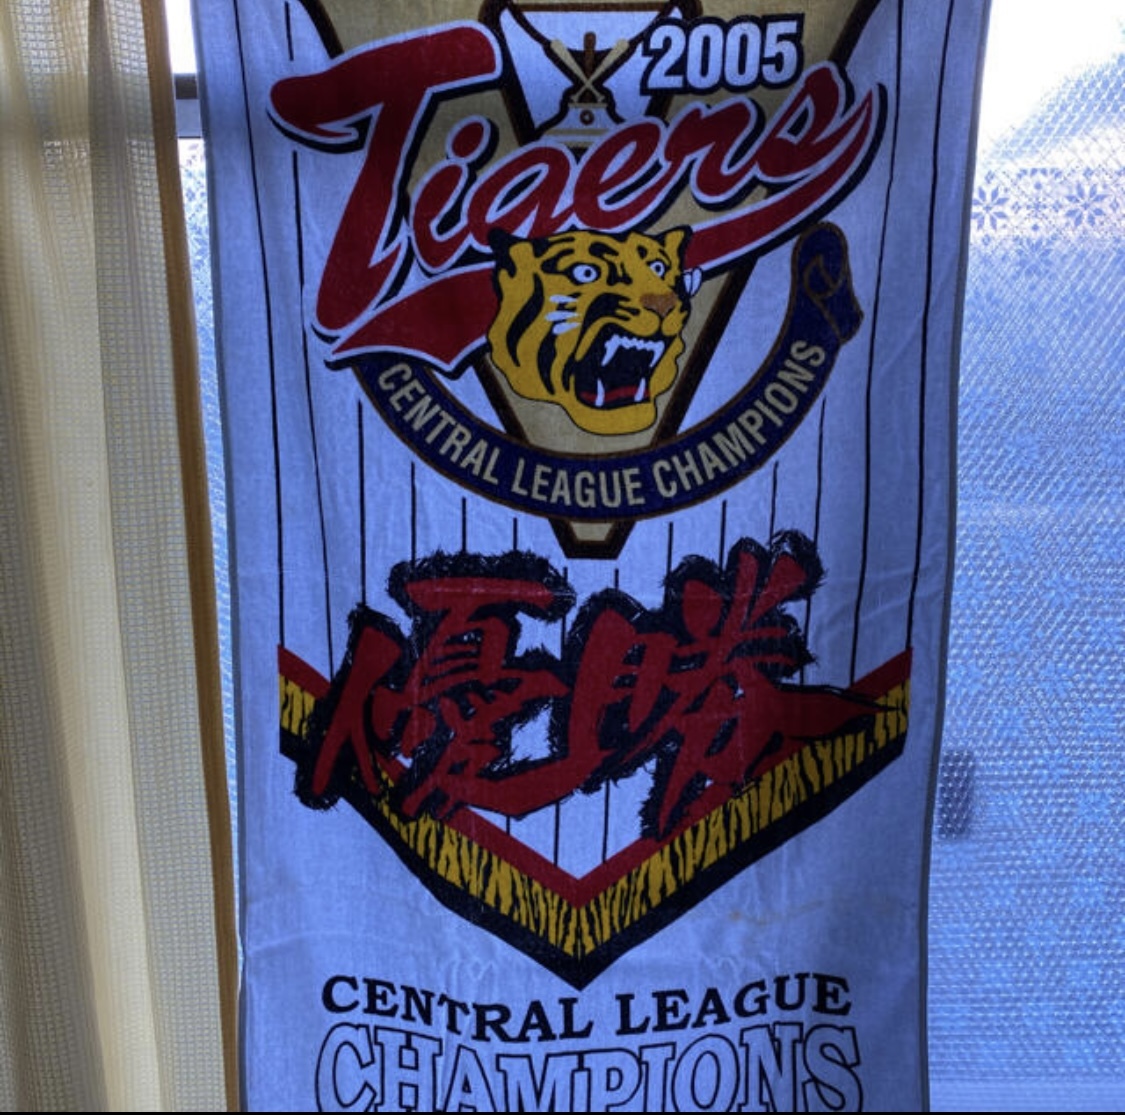 2005
Tigers
CENTRAL LEAGUE CHAMPIONS
優勝
CENTRAL LEAGUE
CHAMPIONS